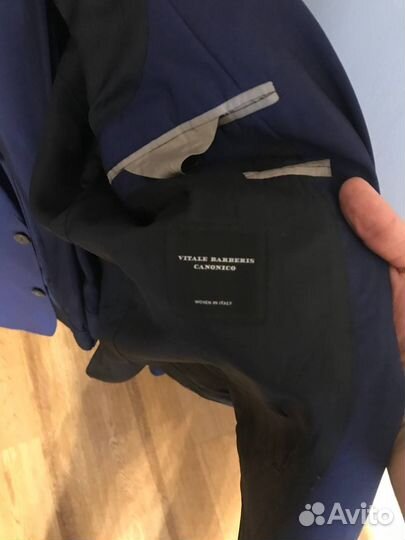 VITALE BARBERIS
CANONICO
WOVEN IN ITALY
Avito